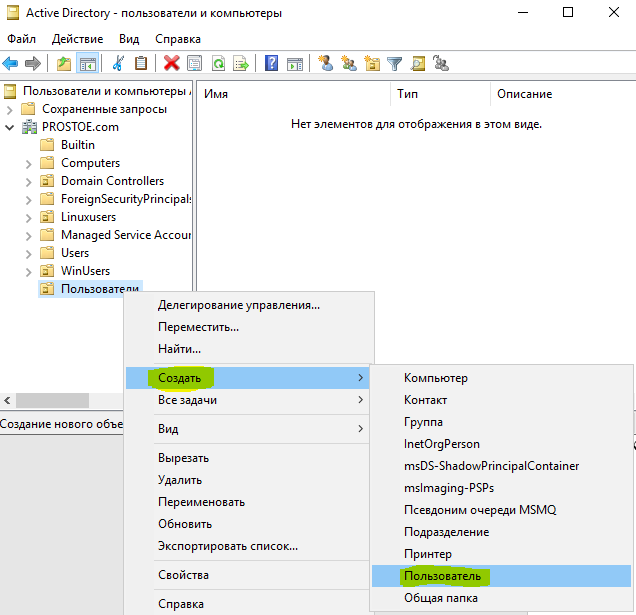 Active Directory - пользователи и компьютеры
Файл Действие Вид Справка
Пользователи и компьютеры
Сохраненные запросы
PROSTOE.com
Builtin
Computers
Domain Controllers
ForeignSecurityPrincipals
Linuxusers
Managed Service Accour
Users
WinUsers
Пользователи
Имя Тип Описание
Нет элементов для отображения в этом виде.
Создание нового объе
Делегирование управления...
Переместить...
Найти...
Создать
Все задачи
Вид
Вырезать
Удалить
Переименовать
Обновить
Экспортировать список...
Свойства
Справка
Компьютер
Контакт
Группа
InetOrgPerson
msDS-ShadowPrincipalContainer
msImaging-PSPs
Псевдоним очереди MSMQ
Подразделение
Принтер
Пользователь
Общая папка